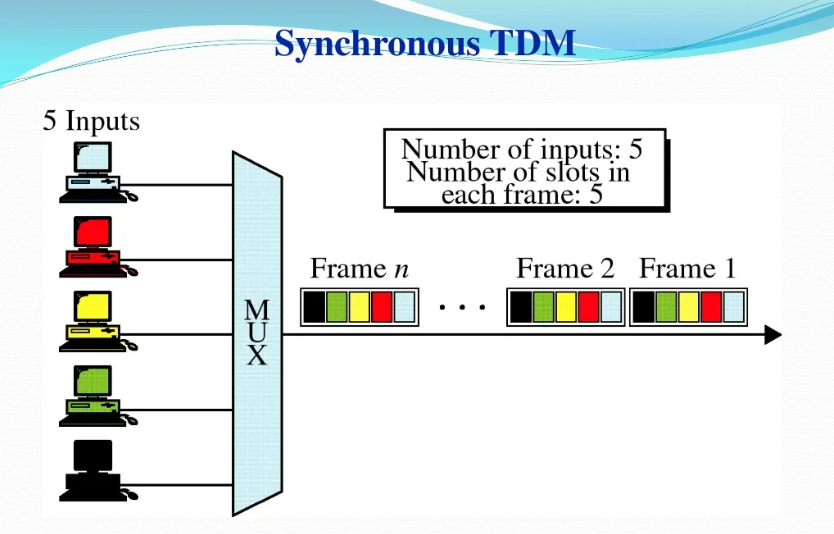 Synchronous TDM
5 Inputs
Number of inputs: 5
Number of slots in
each frame: 5
Frame n
. . .
Frame 2
Frame 1
MUX